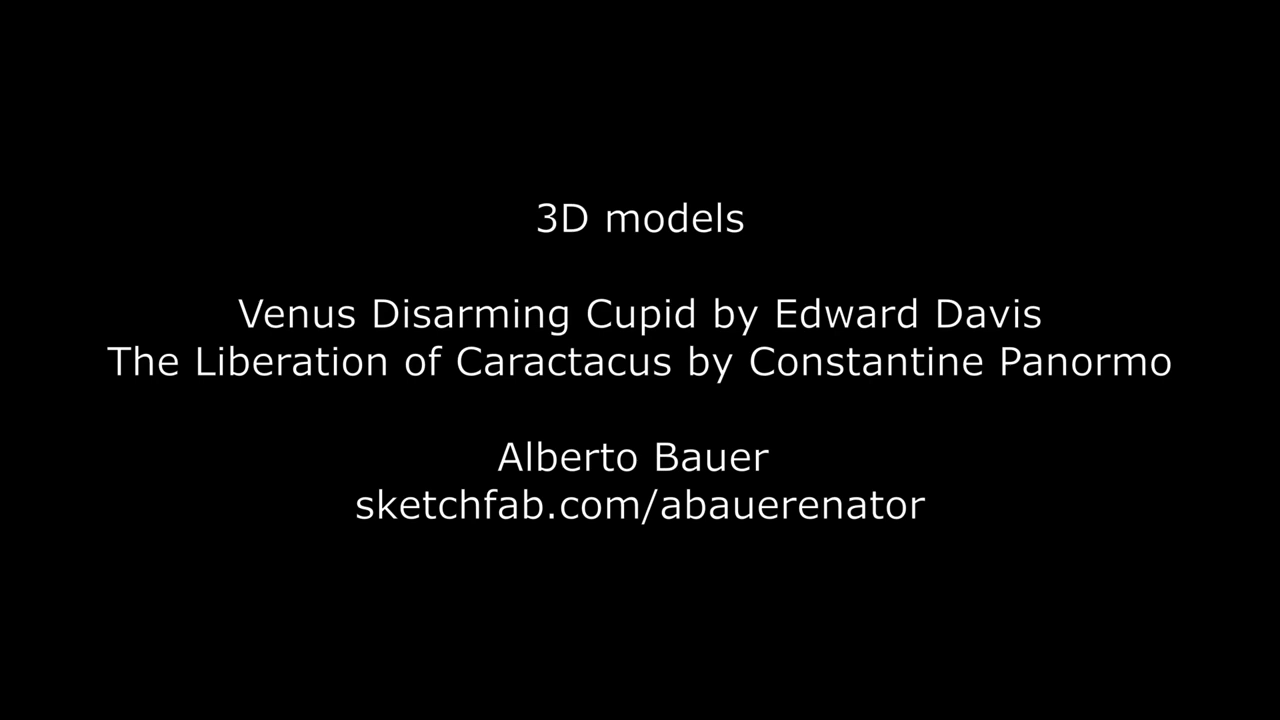 3D models
Venus Disarming Cupid by Edward Davis
The Liberation of Caractacus by Constantine Panormo
Alberto Bauer
sketchfab.com/abauerenator